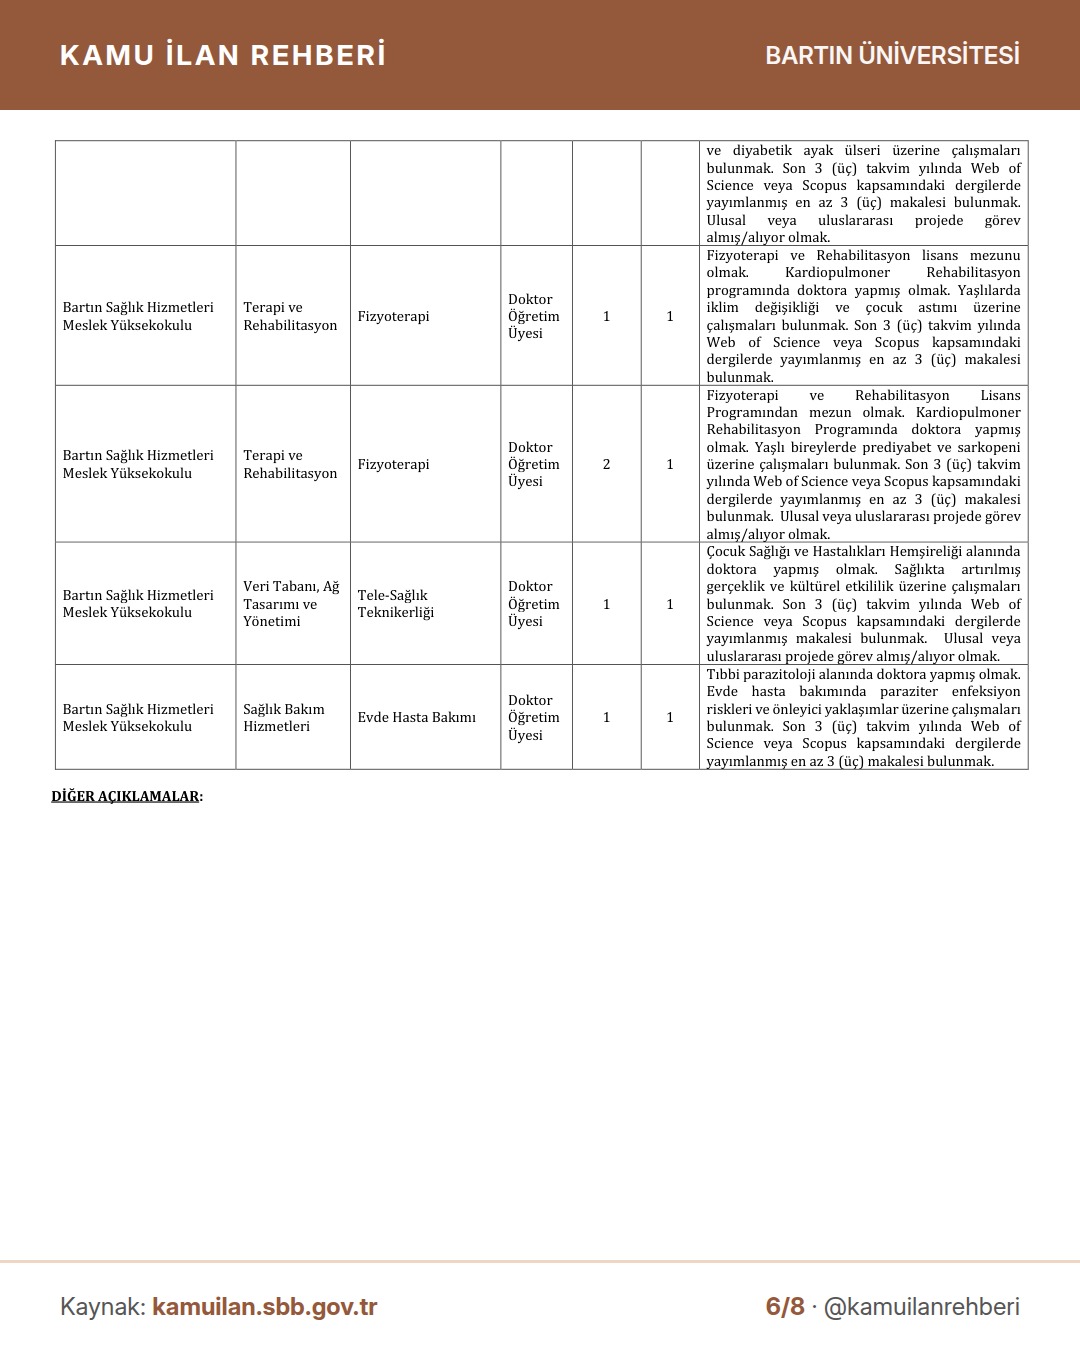 KAMU İLAN REHBERİ
BARTIN ÜNİVERSİTESİ
ve diyabetik ayak ülseri üzerine çalışmaları
bulunmak. Son 3 (üç) takvim yılında Web of
Science veya Scopus kapsamındaki dergilerde
yayımlanmış en az 3 (üç) makalesi bulunmak.
Ulusal veya uluslararası projede görev
almış/alıyor olmak.
Bartın Sağlık Hizmetleri
Meslek Yüksekokulu
Terapi ve
Rehabilitasyon
Fizyoterapi
Doktor
Öğretim
Üyesi
1
1
Fizyoterapi ve Rehabilitasyon lisans mezunu
olmak. Kardiopulmoner Rehabilitasyon
programında doktora yapmış olmak. Yaşlılarda
iklim değişikliği ve çocuk astımı üzerine
çalışmaları bulunmak. Son 3 (üç) takvim yılında
Web of Science veya Scopus kapsamındaki
dergilerde yayımlanmış en az 3 (üç) makalesi
bulunmak.
Bartın Sağlık Hizmetleri
Meslek Yüksekokulu
Terapi ve
Rehabilitasyon
Fizyoterapi
Doktor
Öğretim
Üyesi
2
1
Fizyoterapi ve Rehabilitasyon Lisans
Programından mezun olmak. Kardiopulmoner
Rehabilitasyon Programında doktora yapmış
olmak. Yaşlı bireylerde prediyabet ve sarkopeni
üzerine çalışmaları bulunmak. Son 3 (üç) takvim
yılında Web of Science veya Scopus kapsamındaki
dergilerde yayımlanmış en az 3 (üç) makalesi
bulunmak. Ulusal veya uluslararası projede görev
almış/alıyor olmak.
Bartın Sağlık Hizmetleri
Meslek Yüksekokulu
Veri Tabanı, Ağ
Tasarımı ve
Yönetimi
Tele-Sağlık
Teknikerliği
Doktor
Öğretim
Üyesi
1
1
Çocuk Sağlığı ve Hastalıkları Hemşireliği alanında
doktora yapmış olmak. Sağlıkta artırılmış
gerçeklik ve kültürel etkililik üzerine çalışmaları
bulunmak. Son 3 (üç) takvim yılında Web of
Science veya Scopus kapsamındaki dergilerde
yayımlanmış makalesi bulunmak. Ulusal veya
uluslararası projede görev almış/alıyor olmak.
Bartın Sağlık Hizmetleri
Meslek Yüksekokulu
Sağlık Bakım
Hizmetleri
Evde Hasta Bakımı
Doktor
Öğretim
Üyesi
1
1
Tıbbi parazitoloji alanında doktora yapmış olmak.
Evde hasta bakımında paraziter enfeksiyon
riskleri ve önleyici yaklaşımlar üzerine çalışmaları
bulunmak. Son 3 (üç) takvim yılında Web of
Science veya Scopus kapsamındaki dergilerde
yayımlanmış en az 3 (üç) makalesi bulunmak.
DİĞER AÇIKLAMALAR:
Kaynak: kamuilan.sbb.gov.tr
6/8 · @kamuilanrehberi